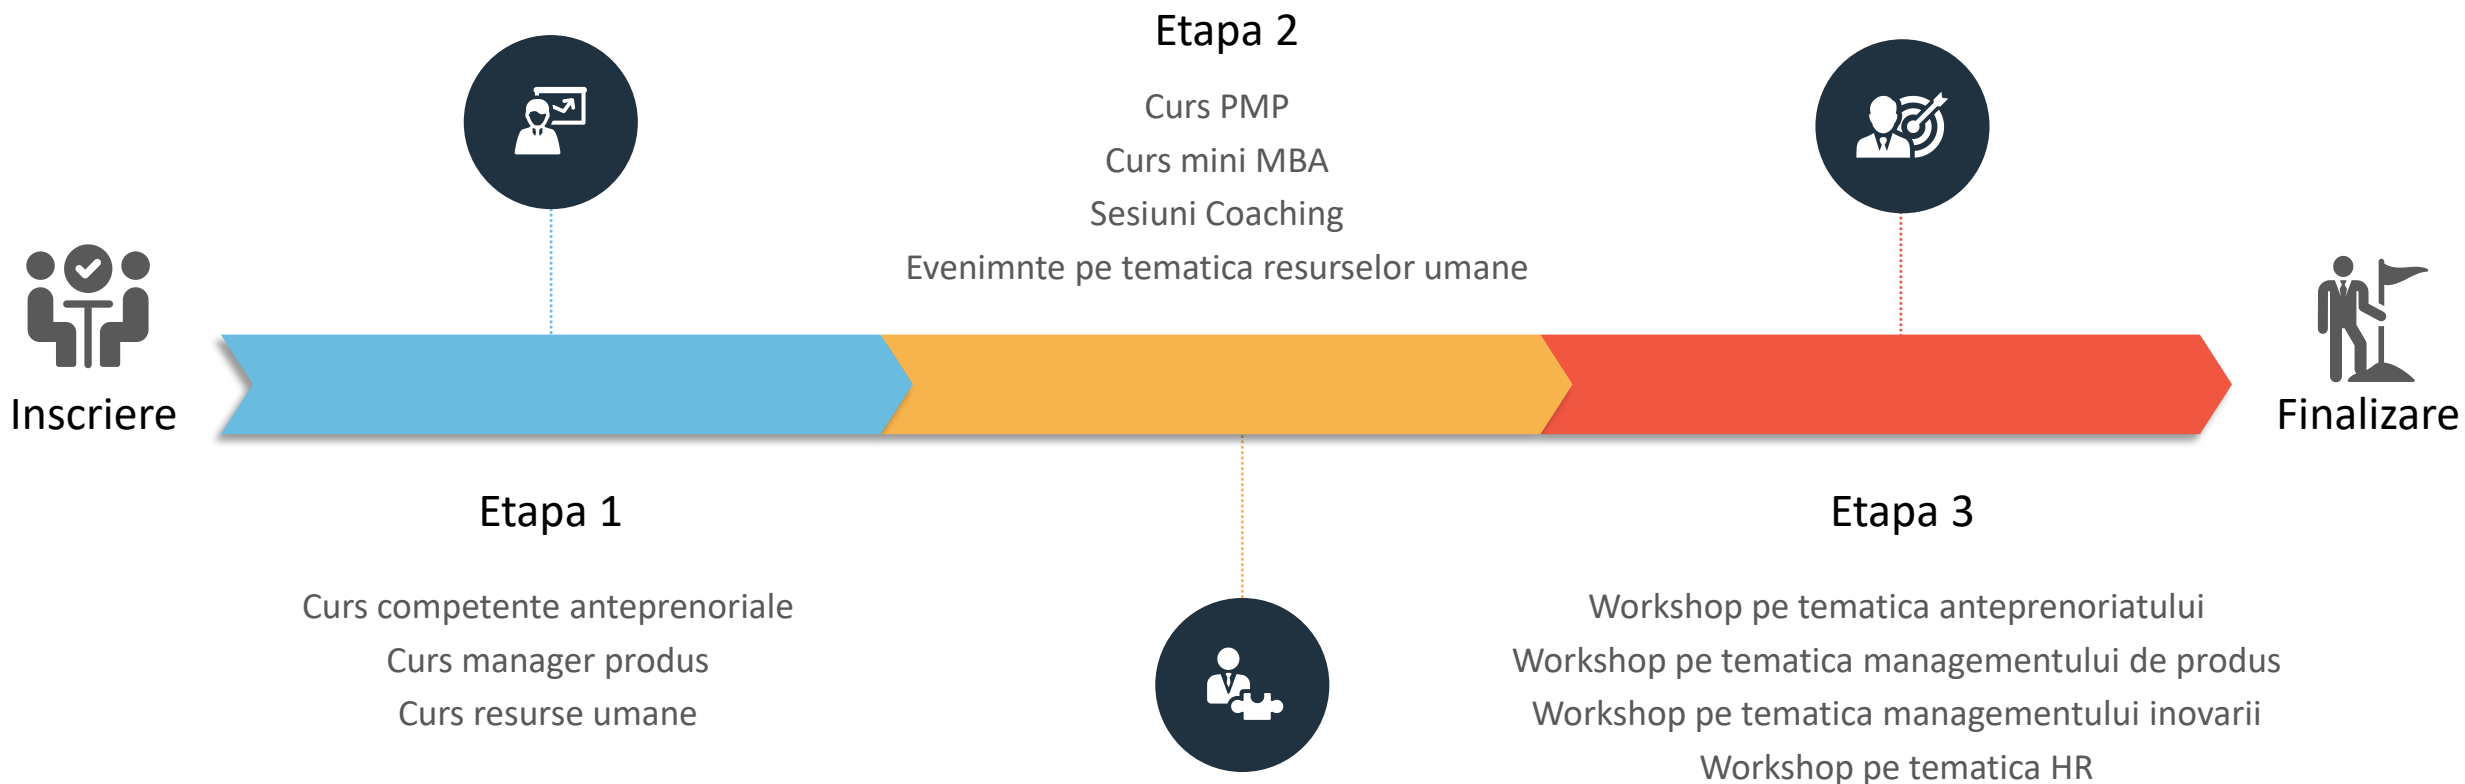 Inscriere
Etapa 1
Curs competente anteprenoriale
Curs manager produs
Curs resurse umane
Etapa 2
Curs PMP
Curs mini MBA
Sesiuni Coaching
Evenimnte pe tematica resurselor umane
Etapa 3
Workshop pe tematica anteprenoriatului
Workshop pe tematica managementului de produs
Workshop pe tematica managementului inovarii
Workshop pe tematica HR
Finalizare